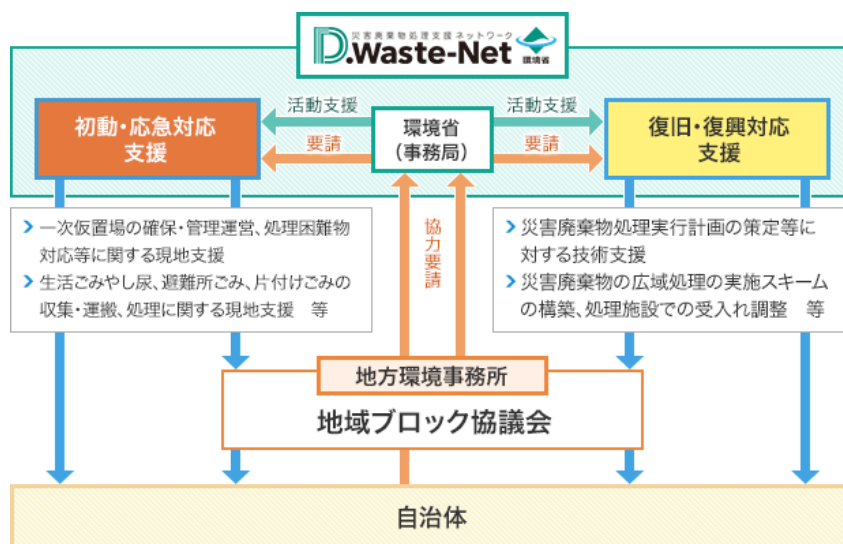 災害廃棄物処理支援ネットワーク
D.Waste-Net
環境省
初動・応急対応
支援
活動支援
要請
環境省
(事務局)
活動支援
要請
復旧・復興対応
支援
一次仮置場の確保・管理運営、処理困難物
対応等に関する現地支援
生活ごみやし尿、避難所ごみ、片付けごみの
収集・運搬、処理に関する現地支援 等
協力要請
災害廃棄物処理実行計画の策定等に
対する技術支援
災害廃棄物の広域処理の実施スキーム
の構築、処理施設での受入れ調整 等
地方環境事務所
地域ブロック協議会
自治体